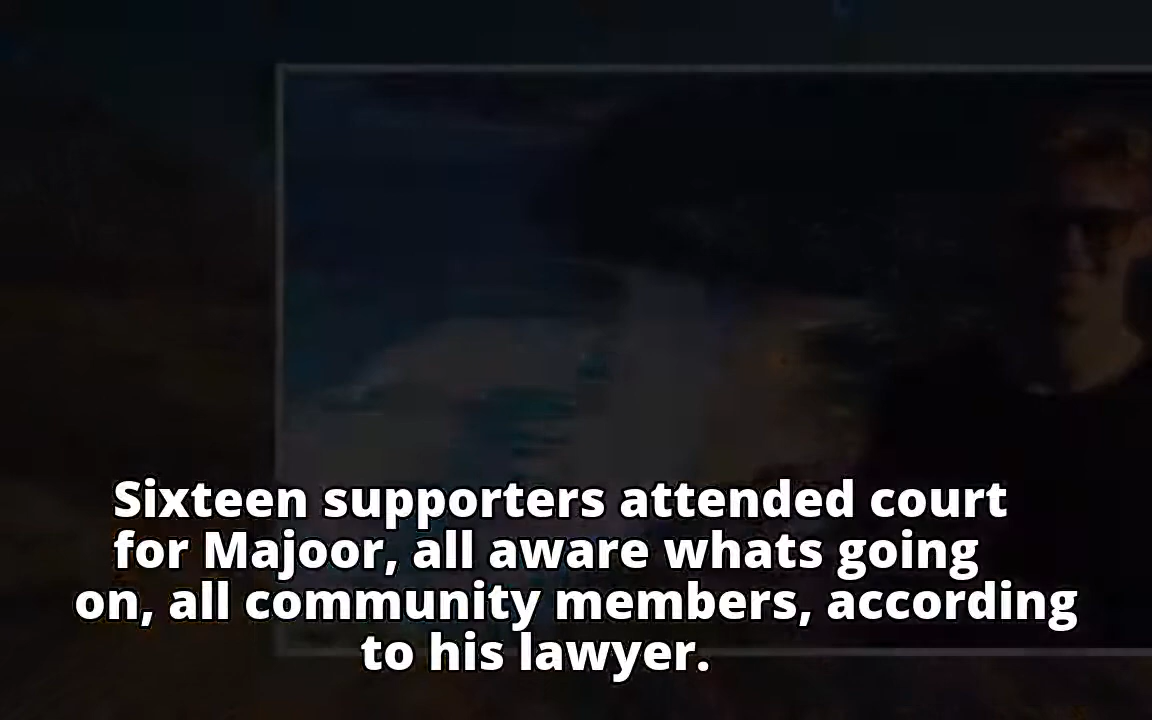 Sixteen supporters attended court
for Majoor, all aware whats going
on, all community members, according
to his lawyer.